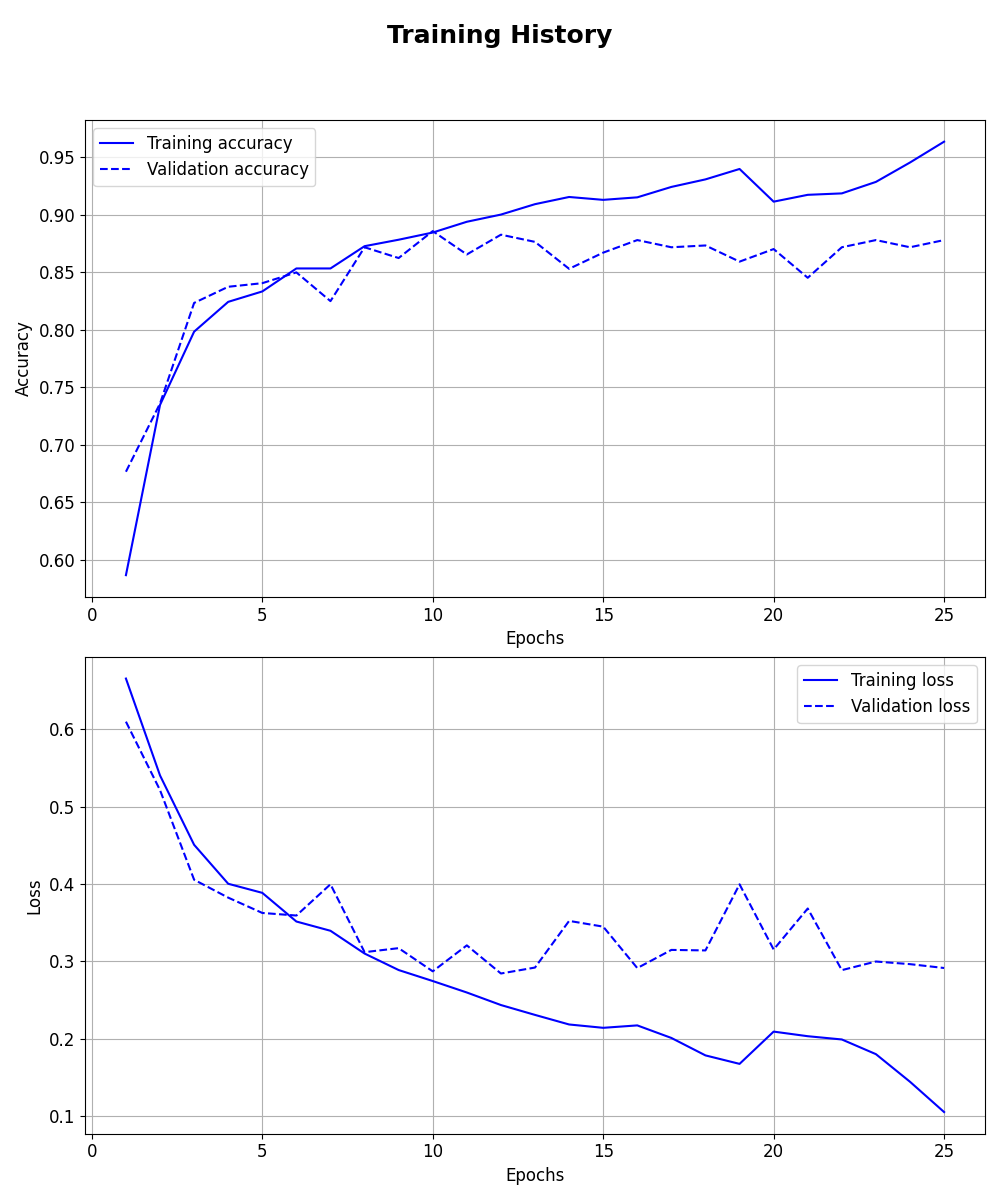 Training History
Training accuracy
Validation accuracy
0.95
0.90
0.85
0.80
0.75
0.70
0.65
0.60
Accuracy
0 5 10 15 20 25
Epochs
Training loss
Validation loss
0.6
0.5
0.4
0.3
0.2
0.1
Loss
0 5 10 15 20 25
Epochs